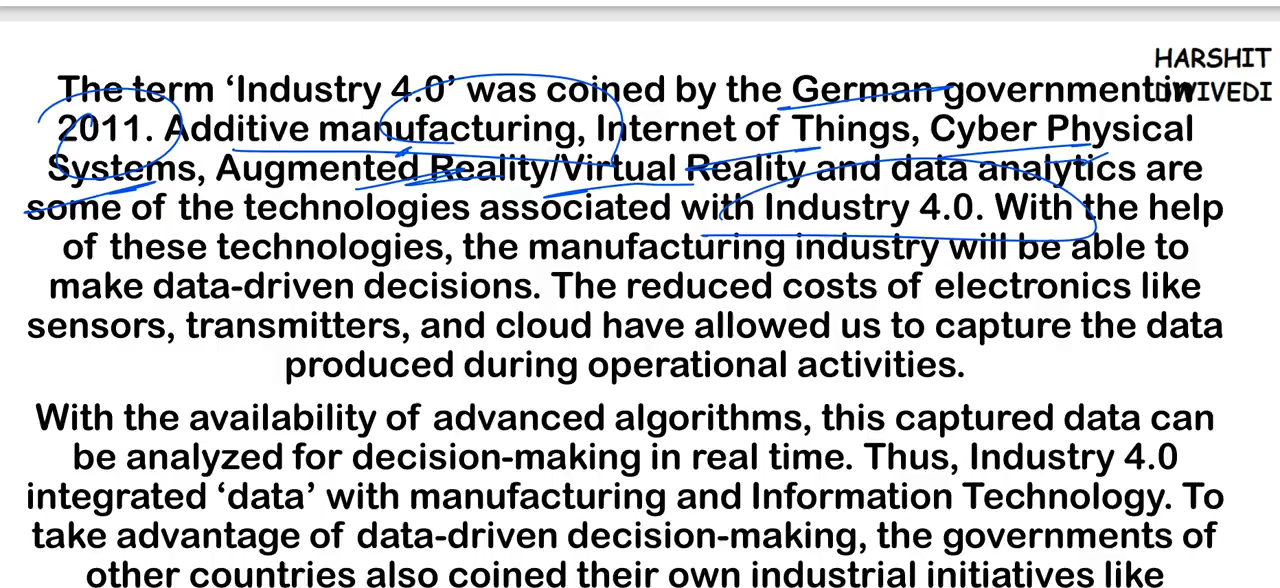 HARSHIT
DWIVEDI
The term ‘Industry 4.0’ was coined by the German government in
2011. Additive manufacturing, Internet of Things, Cyber Physical
Systems, Augmented Reality/Virtual Reality and data analytics are
some of the technologies associated with Industry 4.0. With the help
of these technologies, the manufacturing industry will be able to
make data-driven decisions. The reduced costs of electronics like
sensors, transmitters, and cloud have allowed us to capture the data
produced during operational activities.
With the availability of advanced algorithms, this captured data can
be analyzed for decision-making in real time. Thus, Industry 4.0
integrated ‘data’ with manufacturing and Information Technology. To
take advantage of data-driven decision-making, the governments of
other countries also coined their own industrial initiatives like